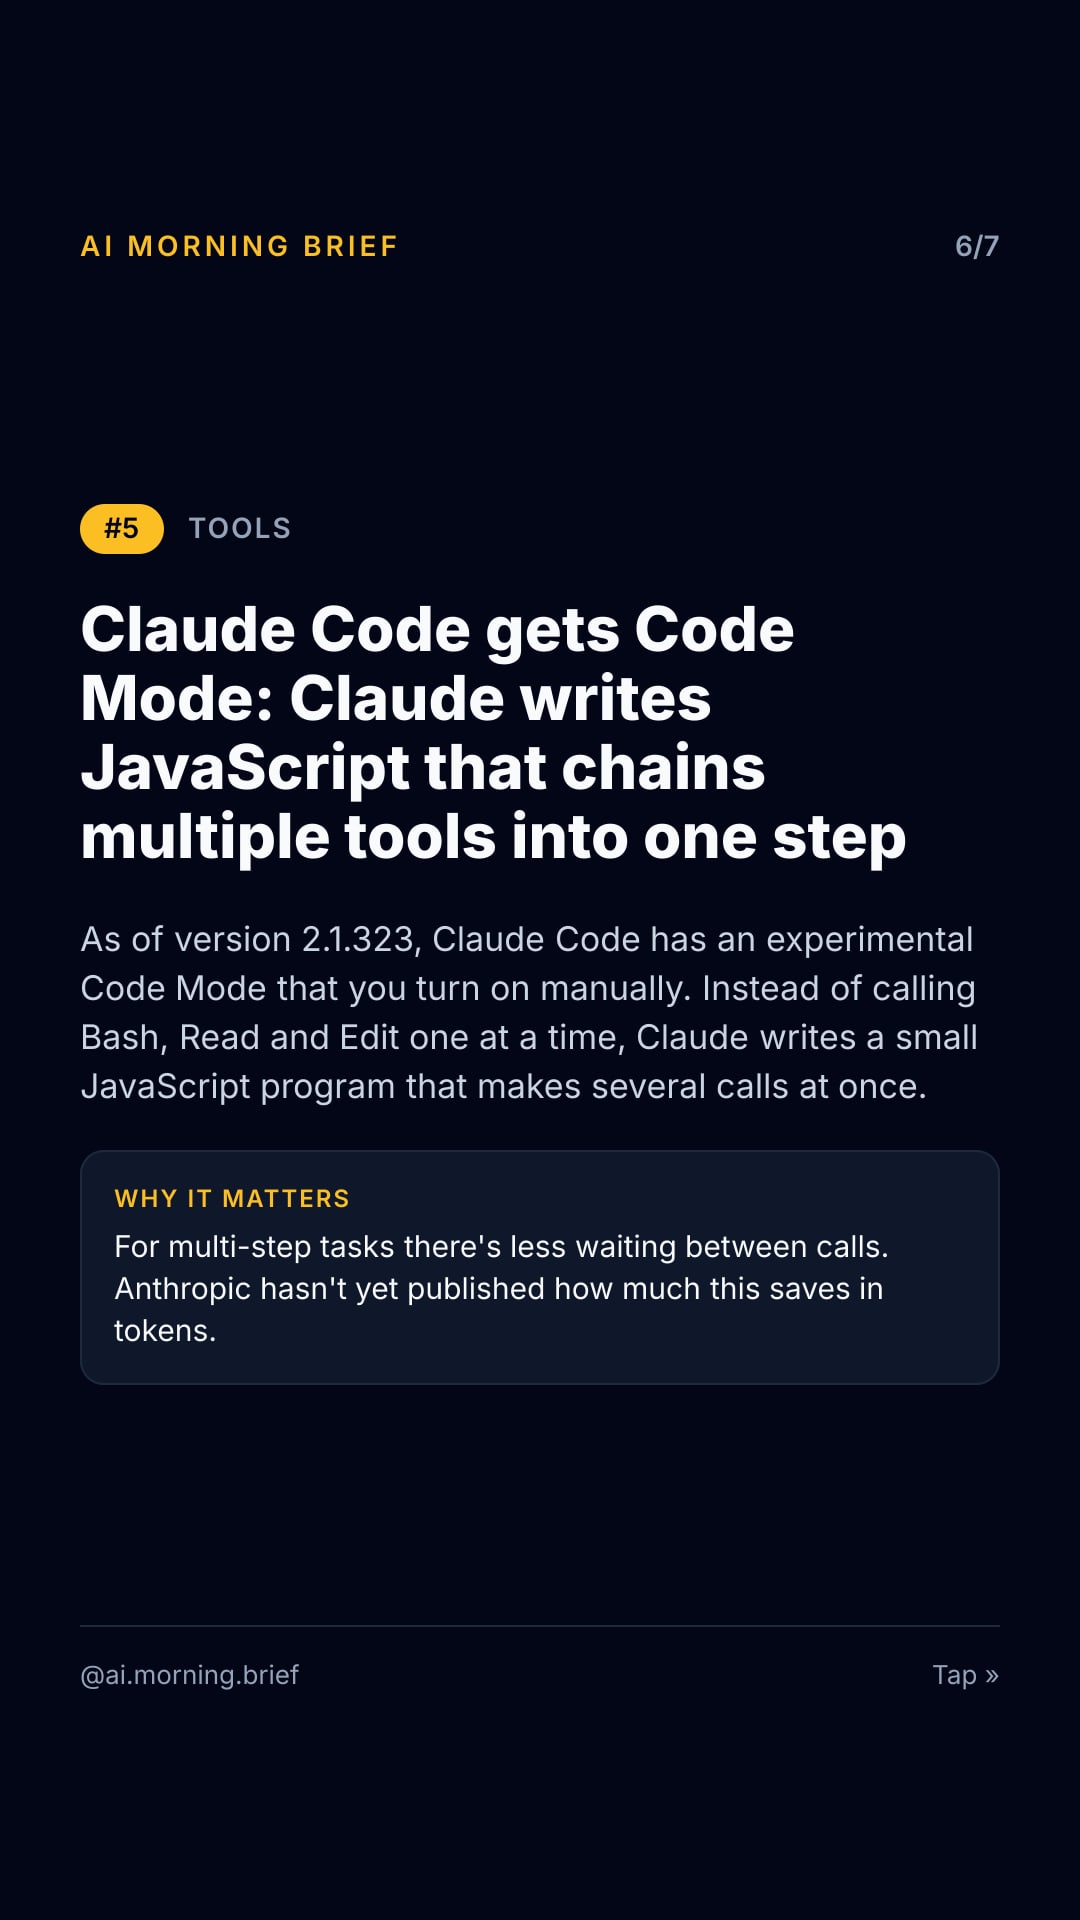 AI MORNING BRIEF
6/7
#5
TOOLS
Claude Code gets Code
Mode: Claude writes
JavaScript that chains
multiple tools into one step
As of version 2.1.323, Claude Code has an experimental
Code Mode that you turn on manually. Instead of calling
Bash, Read and Edit one at a time, Claude writes a small
JavaScript program that makes several calls at once.
WHY IT MATTERS
For multi-step tasks there's less waiting between calls.
Anthropic hasn't yet published how much this saves in
tokens.
@ai.morning.brief
Tap »